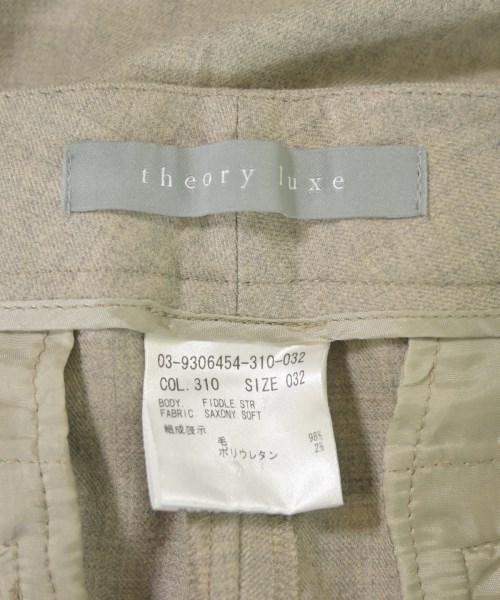 theory luxe
03-9306454-310-032
COL. 310 SIZE 032
BODY. FIDDLE STR
FABRIC SAXONY SOFT
組成表示
毛 98%
ポリウレタン 2%